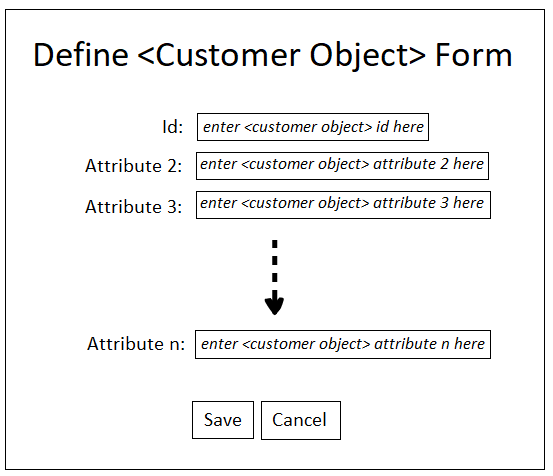 Define <Customer Object> Form
Id: enter <customer object> id here
Attribute 2: enter <customer object> attribute 2 here
Attribute 3: enter <customer object> attribute 3 here
Attribute n: enter <customer object> attribute n here
Save Cancel